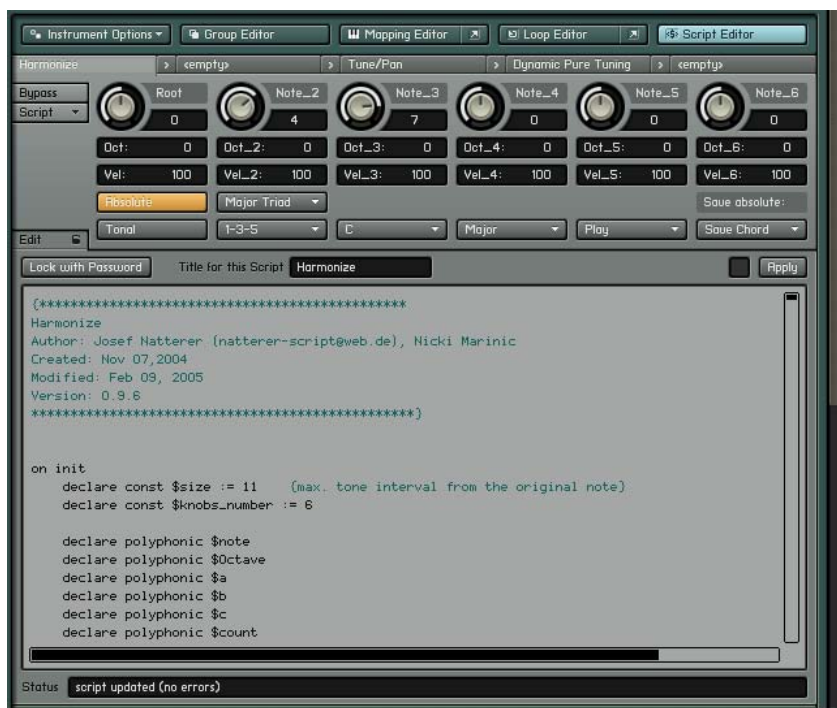 Instrument Options Group Editor Mapping Editor Loop Editor Script Editor
Harmonize > <empty> > Tune/Pan > Dynamic Pure Tuning > <empty>
Bypass Root Note_2 Note_3 Note_4 Note_5 Note_6
Script 0 4 7 0 0 0
Oct: 0 Oct_2: 0 Oct_3: 0 Oct_4: 0 Oct_5: 0 Oct_6: 0
Vel: 100 Vel_2: 100 Vel_3: 100 Vel_4: 100 Vel_5: 100 Vel_6: 100
Absolute Major Triad Save absolute:
Edit Tonal 1-3-5 C Major Play Save Chord
Lock with Password Title for this Script Harmonize Apply
{************************************************
Harmonize
Author: Josef Natterer (natterer-script@web.de), Nicki Marinic
Created: Nov 07,2004
Modified: Feb 09, 2005
Version: 0.9.6
*************************************************}
on init
declare const $size := 11 {max. tone interval from the original note}
declare const $knobs_number := 6
declare polyphonic $note
declare polyphonic $Octave
declare polyphonic $a
declare polyphonic $b
declare polyphonic $c
declare polyphonic $count
Status script updated (no errors)